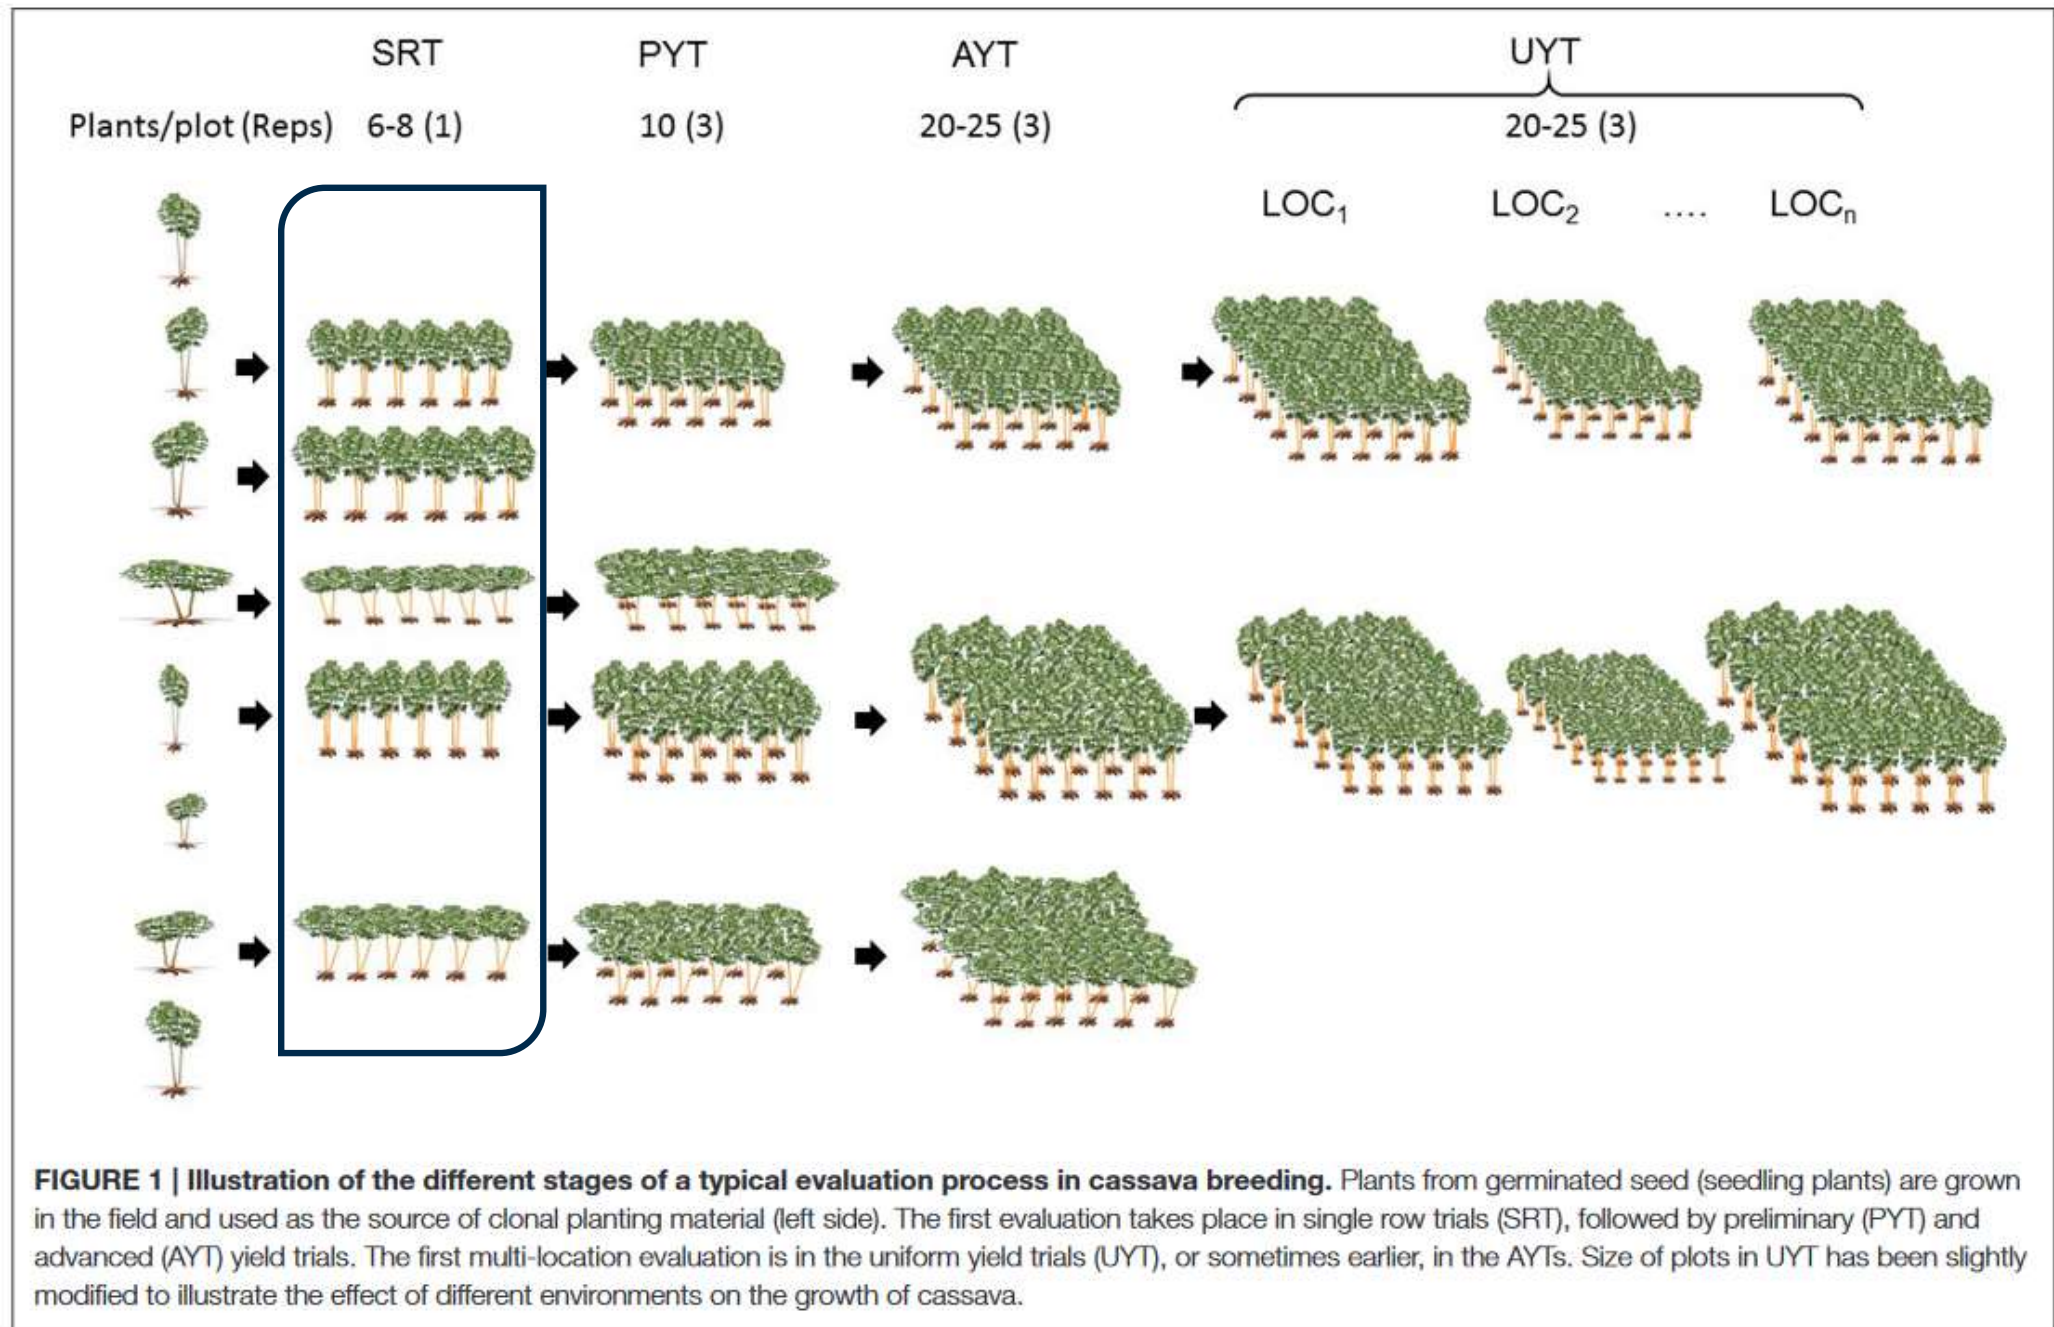 SRT PYT AYT UYT
Plants/plot (Reps) 6-8 (1) 10 (3) 20-25 (3) 20-25 (3)
LOC1 LOC2 .... LOCn
FIGURE 1 | Illustration of the different stages of a typical evaluation process in cassava breeding. Plants from germinated seed (seedling plants) are grown
in the field and used as the source of clonal planting material (left side). The first evaluation takes place in single row trials (SRT), followed by preliminary (PYT) and
advanced (AYT) yield trials. The first multi-location evaluation is in the uniform yield trials (UYT), or sometimes earlier, in the AYTs. Size of plots in UYT has been slightly
modified to illustrate the effect of different environments on the growth of cassava.